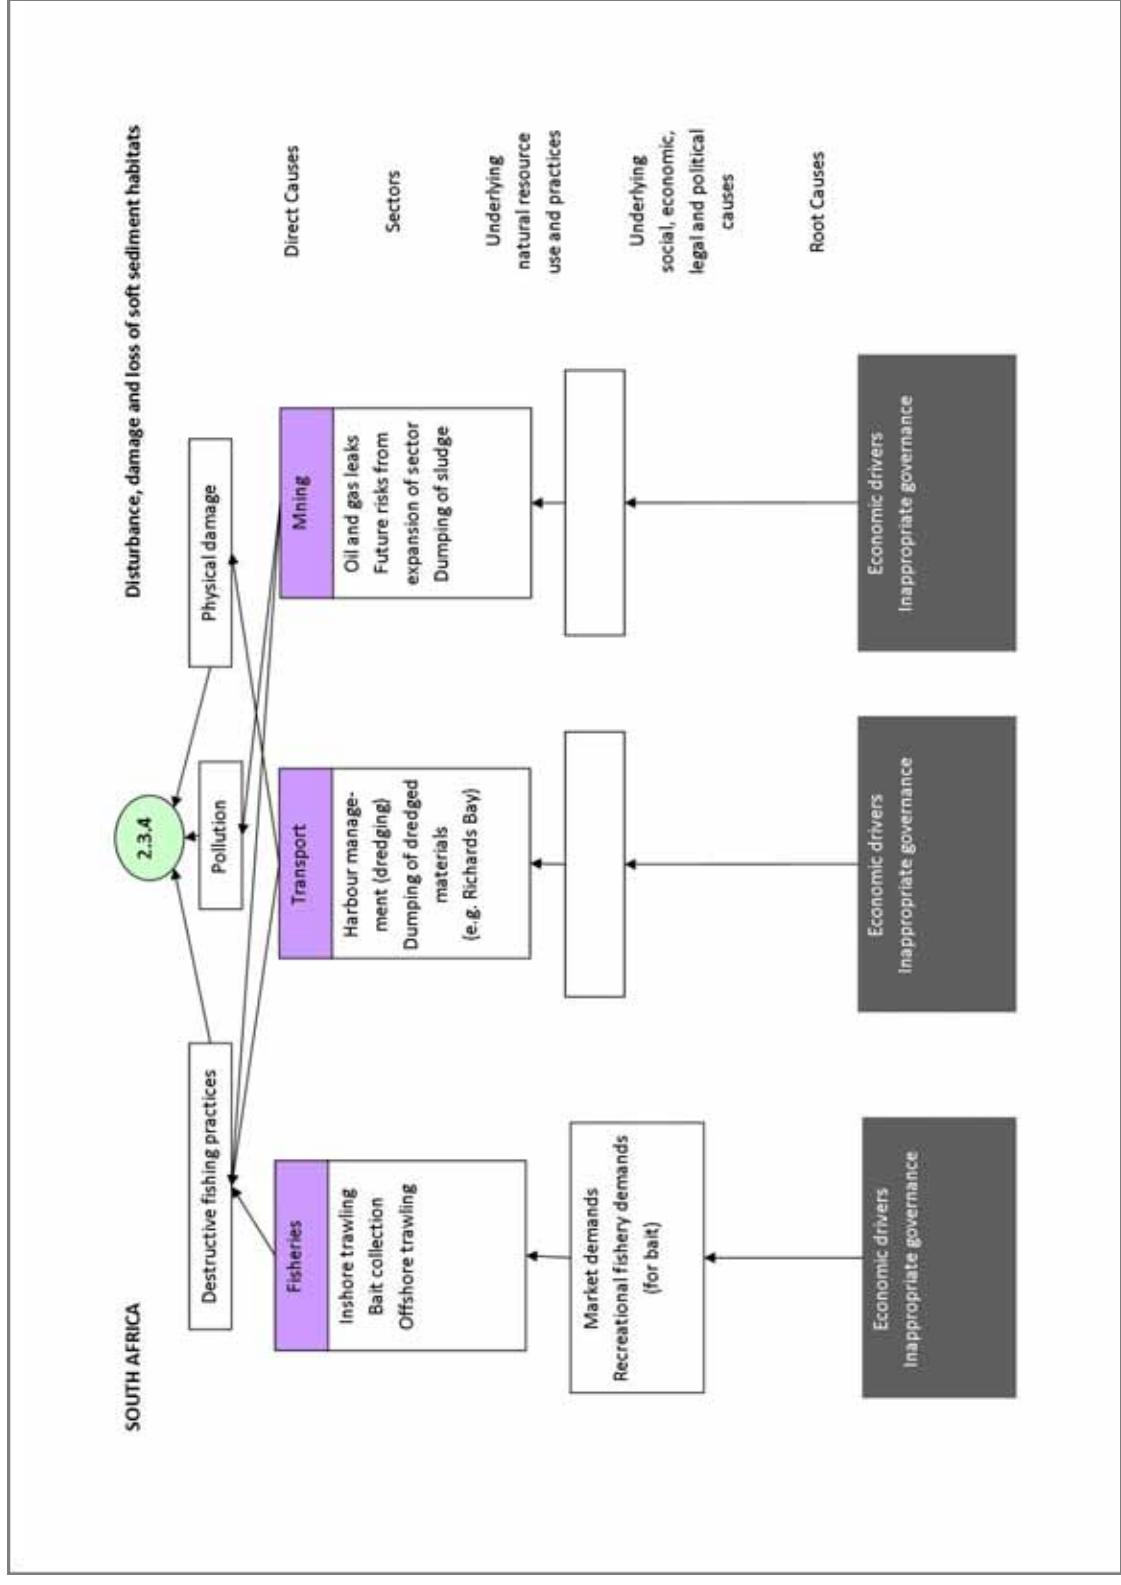 SOUTH AFRICA
Disturbance, damage and loss of soft sediment habitats
2.3.4
Destructive fishing practices
Pollution
Physical damage
Direct Causes
Fisheries
Transport
Mning
Sectors
Inshore trawling
Bait collection
Offshore trawling
Harbour manage-
ment (dredging)
Dumping of dredged
materials
(e.g. Richards Bay)
Oil and gas leaks
Future risks from
expansion of sector
Dumping of sludge
Underlying
natural resource
use and practices
Market demands
Recreational fishery demands
(for bait)
Underlying
social, economic,
legal and political
causes
Economic drivers
Inappropriate governance
Economic drivers
Inappropriate governance
Economic drivers
Inappropriate governance
Root Causes